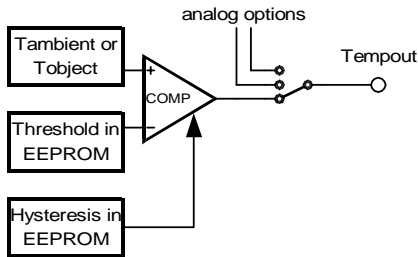 analog options
Tambient or
Tobject
Tempout
+
COMP
−
Threshold in
EEPROM
Hysteresis in
EEPROM